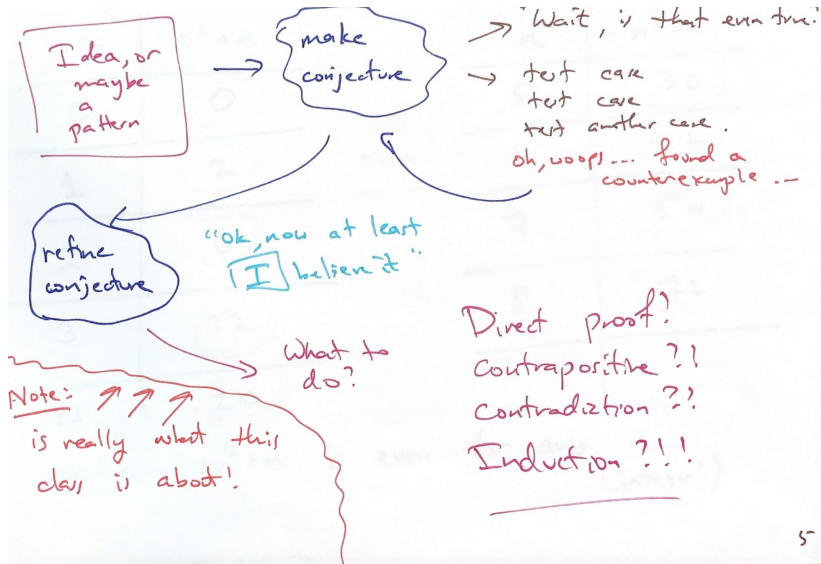 Idea, or
maybe
a
pattern
make
conjecture
"Wait, is that even true?
test case
test case
test another case.
oh, woops... found a
counterexample ...
refine
conjecture
"ok, now at least
I believe it"
What to
do?
Direct proof?
Contrapositive ?!
Contradiction ??
Induction ?!!
Note:
is really what this
class is about!
5